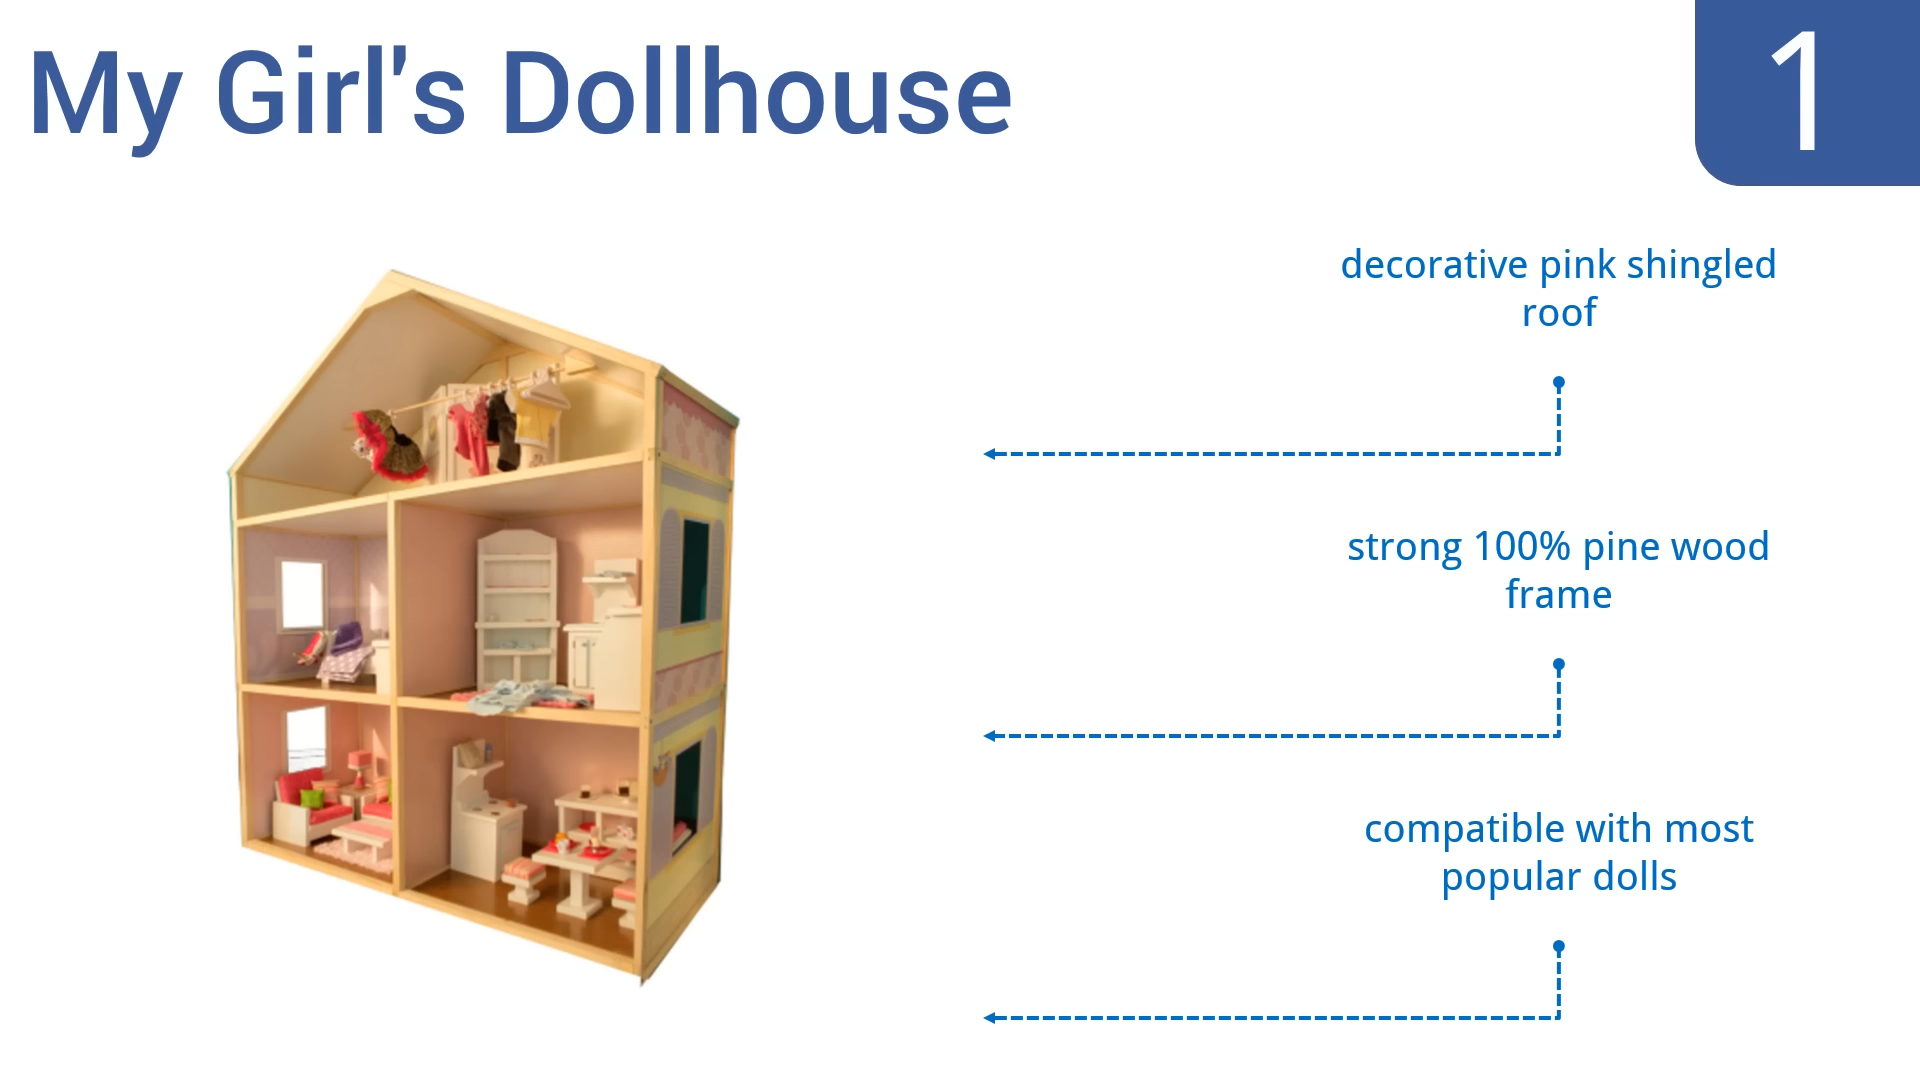 My Girl's Dollhouse
1
decorative pink shingled
roof
strong 100% pine wood
frame
compatible with most
popular dolls